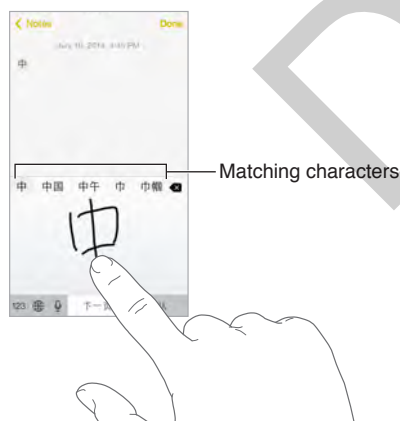 Notes Done
July 10, 2014, 4:45 PM
中
Matching characters
中 中国 中午 巾 巾帼
中
123 下一